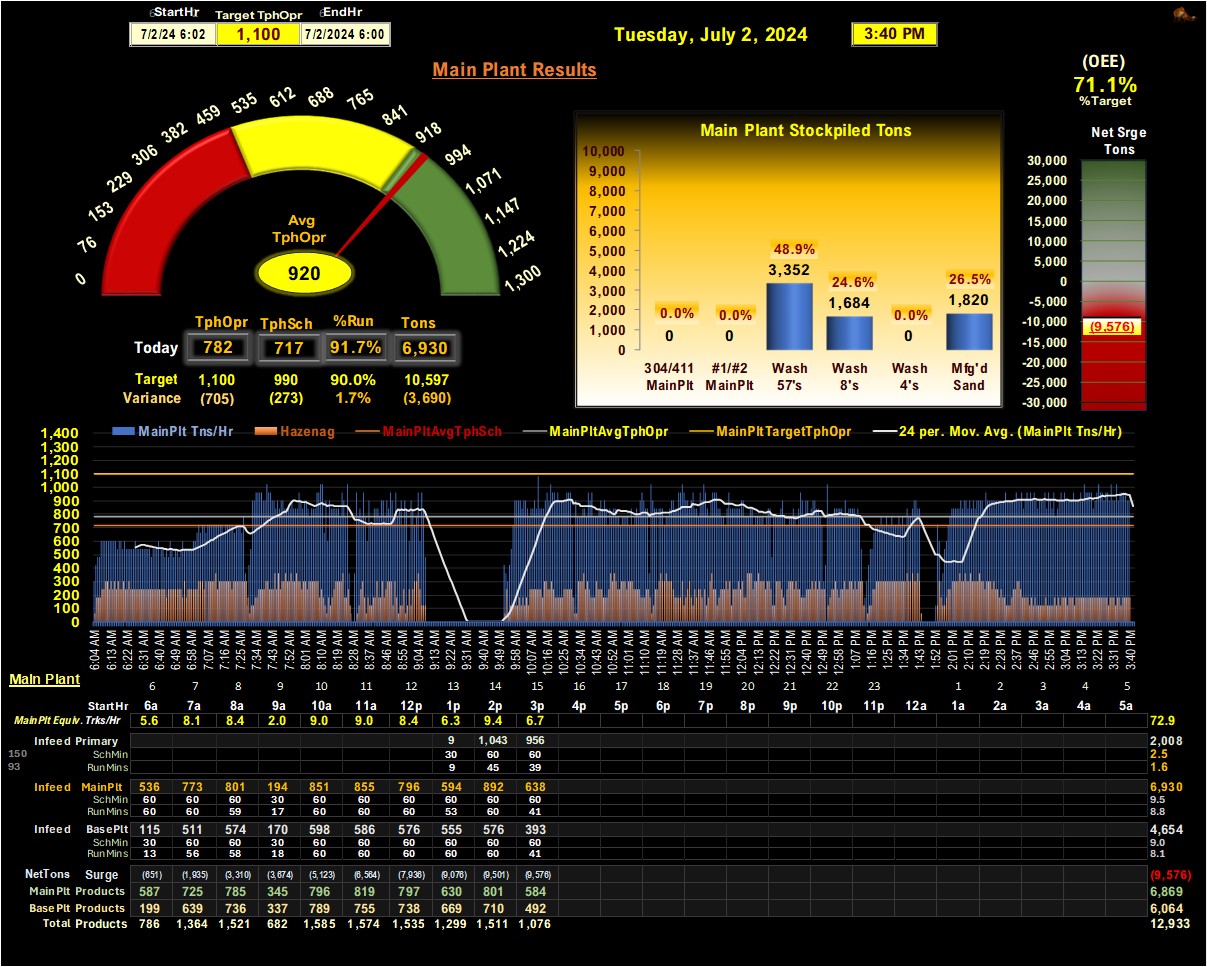 StartHr Target TphOpr EndHr
7/2/24 6:02 1,100 7/2/2024 6:00
Tuesday, July 2, 2024 3:40 PM
Main Plant Results
(OEE)
71.1%
%Target
0 76 153 229 306 382 459 535 612 688 765 841 918 994 1,071 1,147 1,224 1,300
Avg
TphOpr
920
TphOpr TphSch %Run Tons
Today 782 717 91.7% 6,930
Target 1,100 990 90.0% 10,597
Variance (705) (273) 1.7% (3,690)
Main Plant Stockpiled Tons
10,000
9,000
8,000
7,000
6,000
5,000
4,000
3,000
2,000
1,000
0
0.0% 0.0% 48.9% 24.6% 0.0% 26.5%
0 0 3,352 1,684 0 1,820
304/411 #1/#2 Wash Wash Wash Mfg'd
MainPlt MainPlt 57's 8's 4's Sand
Net Srge
Tons
30,000
25,000
20,000
15,000
10,000
5,000
0
-5,000
-10,000
-15,000
-20,000
-25,000
-30,000
(9,576)
MainPlt Tns/Hr Hazenag MainPltAvgTphSch MainPltAvgTphOpr MainPltTargetTphOpr 24 per. Mov. Avg. (MainPlt Tns/Hr)
1,400
1,300
1,200
1,100
1,000
900
800
700
600
500
400
300
200
100
0
6:04 AM 6:13 AM 6:22 AM 6:31 AM 6:40 AM 6:49 AM 6:58 AM 7:07 AM 7:16 AM 7:25 AM 7:34 AM 7:43 AM 7:52 AM 8:01 AM 8:10 AM 8:19 AM 8:28 AM 8:37 AM 8:46 AM 8:55 AM 9:04 AM 9:13 AM 9:22 AM 9:31 AM 9:40 AM 9:49 AM 9:58 AM 10:07 AM 10:16 AM 10:25 AM 10:34 AM 10:43 AM 10:52 AM 11:01 AM 11:10 AM 11:19 AM 11:28 AM 11:37 AM 11:46 AM 11:55 AM 12:04 PM 12:13 PM 12:22 PM 12:31 PM 12:40 PM 12:49 PM 12:58 PM 1:07 PM 1:16 PM 1:25 PM 1:34 PM 1:43 PM 1:52 PM 2:01 PM 2:10 PM 2:19 PM 2:28 PM 2:37 PM 2:46 PM 2:55 PM 3:04 PM 3:13 PM 3:22 PM 3:31 PM 3:40 PM
Main Plant
6 7 8 9 10 11 12 13 14 15 16 17 18 19 20 21 22 23 1 2 3 4 5
StartHr 6a 7a 8a 9a 10a 11a 12p 1p 2p 3p 4p 5p 6p 7p 8p 9p 10p 11p 12a 1a 2a 3a 4a 5a
MainPlt Equiv. Trks/Hr 5.6 8.1 8.4 2.0 9.0 9.0 8.4 6.3 9.4 6.7 72.9
Infeed Primary 9 1,043 956 2,008
150 SchMin 30 60 60 2.5
93 RunMins 9 45 39 1.6
Infeed MainPlt 536 773 801 194 851 855 796 594 892 638 6,930
SchMin 60 60 60 30 60 60 60 60 60 60 9.5
RunMins 60 60 59 17 60 60 60 53 60 41 8.8
Infeed BasePlt 115 511 574 170 598 586 576 555 576 393 4,654
SchMin 30 60 60 30 60 60 60 60 60 60 9.0
RunMins 13 56 58 18 60 60 60 60 60 41 8.1
NetTons Surge (651) (1,935) (3,310) (3,674) (5,123) (6,564) (7,936) (9,076) (9,501) (9,576) (9,576)
MainPlt Products 587 725 785 345 796 819 797 630 801 584 6,869
BasePlt Products 199 639 736 337 789 755 738 669 710 492 6,064
Total Products 786 1,364 1,521 682 1,585 1,574 1,535 1,299 1,511 1,076 12,933